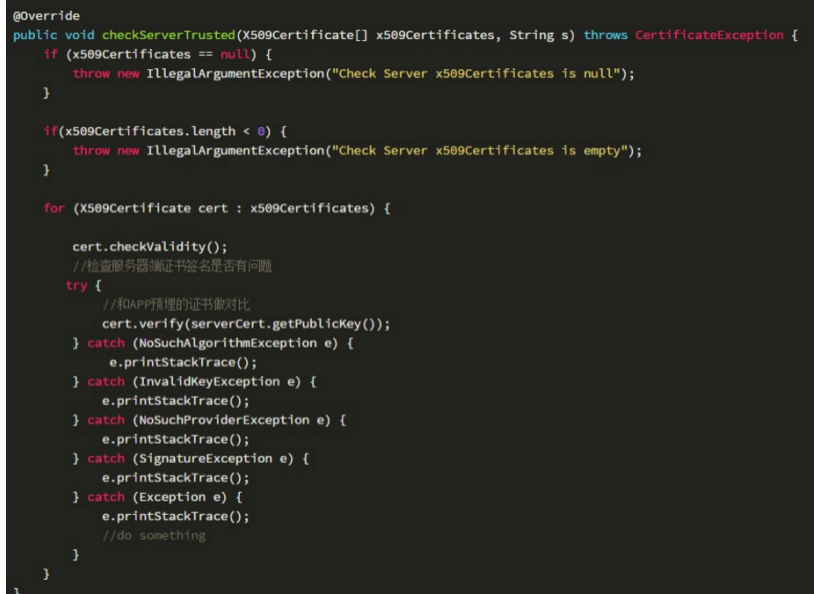 @Override
public void checkServerTrusted(X509Certificate[] x509Certificates, String s) throws CertificateException {
    if (x509Certificates == null) {
        throw new IllegalArgumentException("Check Server x509Certificates is null");
    }

    if(x509Certificates.length < 0) {
        throw new IllegalArgumentException("Check Server x509Certificates is empty");
    }

    for (X509Certificate cert : x509Certificates) {

        cert.checkValidity();
        //检查服务器端证书签名是否有问题
       try {
            //和APP预埋的证书做对比
            cert.verify(serverCert.getPublicKey());
        } catch (NoSuchAlgorithmException e) {
             e.printStackTrace();
        } catch (InvalidKeyException e) {
            e.printStackTrace();
        } catch (NoSuchProviderException e) {
            e.printStackTrace();
        } catch (SignatureException e) {
            e.printStackTrace();
        } catch (Exception e) {
            e.printStackTrace();
            //do something
        }
    }
}